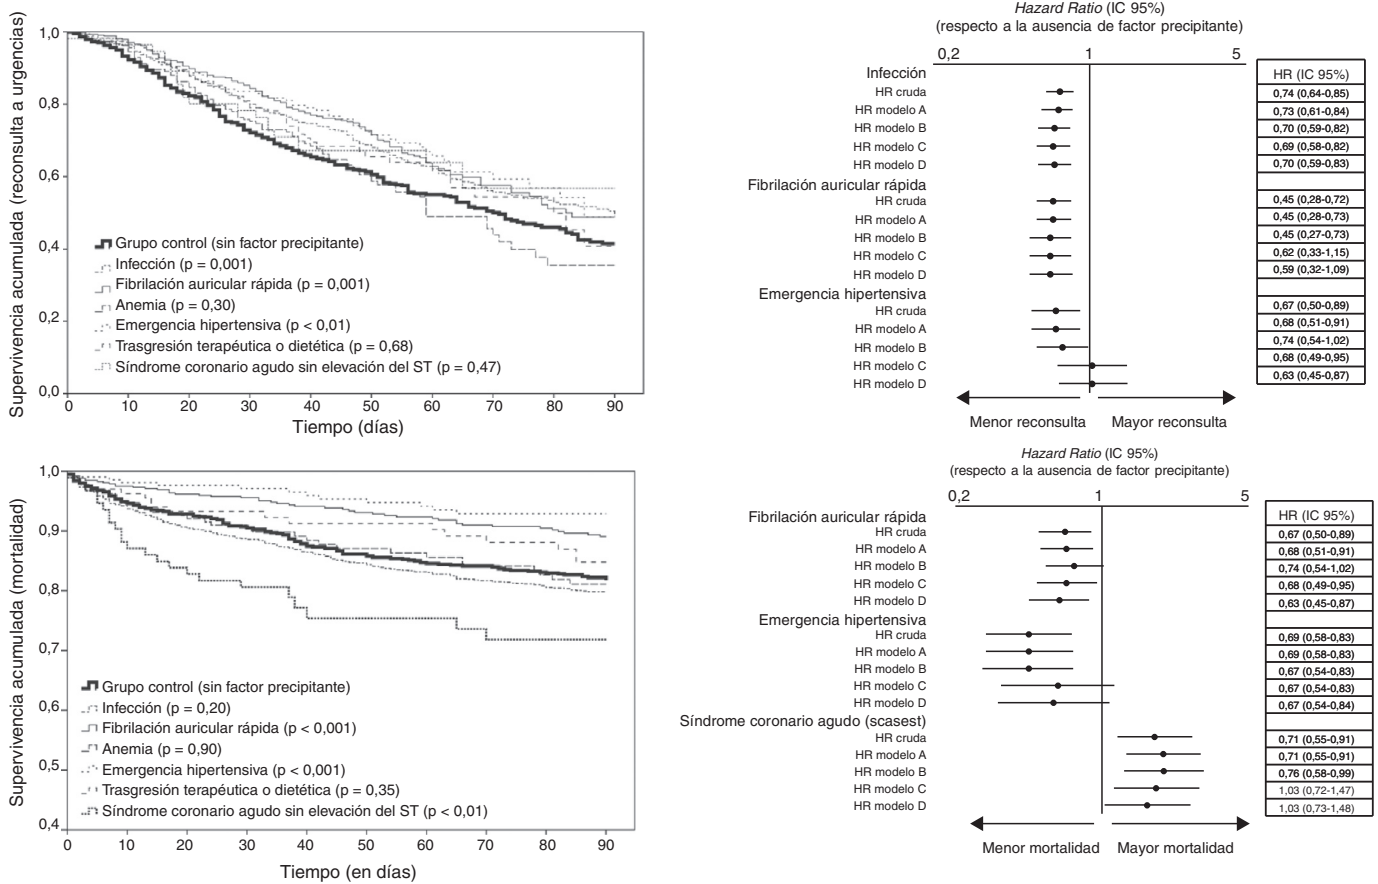 Supervivencia acumulada (reconsulta a urgencias)
1,0
0,8
0,6
0,4
0,2
0,0
Grupo control (sin factor precipitante)
Infección (p = 0,001)
Fibrilación auricular rápida (p = 0,001)
Anemia (p = 0,30)
Emergencia hipertensiva (p < 0,01)
Trasgresión terapéutica o dietética (p = 0,68)
Síndrome coronario agudo sin elevación del ST (p = 0,47)
0 10 20 30 40 50 60 70 80 90
Tiempo (días)
Hazard Ratio (IC 95%)
(respecto a la ausencia de factor precipitante)
0,2 1 5
HR (IC 95%)
Infección
HR cruda 0,74 (0,64-0,85)
HR modelo A 0,73 (0,61-0,84)
HR modelo B 0,70 (0,59-0,82)
HR modelo C 0,69 (0,58-0,82)
HR modelo D 0,70 (0,59-0,83)
Fibrilación auricular rápida
HR cruda 0,45 (0,28-0,72)
HR modelo A 0,45 (0,28-0,73)
HR modelo B 0,45 (0,27-0,73)
HR modelo C 0,62 (0,33-1,15)
HR modelo D 0,59 (0,32-1,09)
Emergencia hipertensiva
HR cruda 0,67 (0,50-0,89)
HR modelo A 0,68 (0,51-0,91)
HR modelo B 0,74 (0,54-1,02)
HR modelo C 0,68 (0,49-0,95)
HR modelo D 0,63 (0,45-0,87)
Menor reconsulta Mayor reconsulta
Supervivencia acumulada (mortalidad)
1,0
0,9
0,8
0,7
0,6
0,5
0,4
Grupo control (sin factor precipitante)
Infección (p = 0,20)
Fibrilación auricular rápida (p < 0,001)
Anemia (p = 0,90)
Emergencia hipertensiva (p < 0,001)
Trasgresión terapéutica o dietética (p = 0,35)
Síndrome coronario agudo sin elevación del ST (p < 0,01)
0 10 20 30 40 50 60 70 80 90
Tiempo (en días)
Hazard Ratio (IC 95%)
(respecto a la ausencia de factor precipitante)
0,2 1 5
HR (IC 95%)
Fibrilación auricular rápida
HR cruda 0,67 (0,50-0,89)
HR modelo A 0,68 (0,51-0,91)
HR modelo B 0,74 (0,54-1,02)
HR modelo C 0,68 (0,49-0,95)
HR modelo D 0,63 (0,45-0,87)
Emergencia hipertensiva
HR cruda 0,69 (0,58-0,83)
HR modelo A 0,69 (0,58-0,83)
HR modelo B 0,67 (0,54-0,83)
HR modelo C 0,67 (0,54-0,83)
HR modelo D 0,67 (0,54-0,84)
Síndrome coronario agudo (scasest)
HR cruda 0,71 (0,55-0,91)
HR modelo A 0,71 (0,55-0,91)
HR modelo B 0,76 (0,58-0,99)
HR modelo C 1,03 (0,72-1,47)
HR modelo D 1,03 (0,73-1,48)
Menor mortalidad Mayor mortalidad